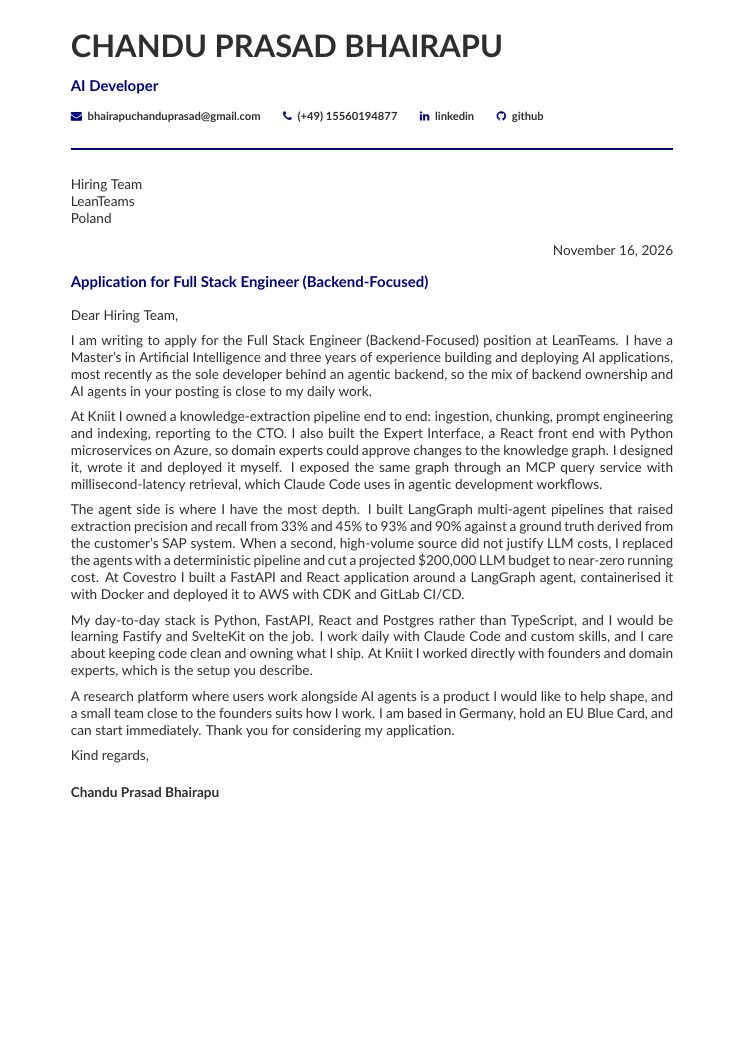 CHANDU PRASAD BHAIRAPU
AI Developer
bhairapuchanduprasad@gmail.com (+49) 15560194877 linkedin github
Hiring Team
LeanTeams
Poland
November 16, 2026
Application for Full Stack Engineer (Backend-Focused)
Dear Hiring Team,
I am writing to apply for the Full Stack Engineer (Backend-Focused) position at LeanTeams. I have a
Master's in Artificial Intelligence and three years of experience building and deploying AI applications,
most recently as the sole developer behind an agentic backend, so the mix of backend ownership and
AI agents in your posting is close to my daily work.
At Kniit I owned a knowledge-extraction pipeline end to end: ingestion, chunking, prompt engineering
and indexing, reporting to the CTO. I also built the Expert Interface, a React front end with Python
microservices on Azure, so domain experts could approve changes to the knowledge graph. I designed
it, wrote it and deployed it myself. I exposed the same graph through an MCP query service with
millisecond-latency retrieval, which Claude Code uses in agentic development workflows.
The agent side is where I have the most depth. I built LangGraph multi-agent pipelines that raised
extraction precision and recall from 33% and 45% to 93% and 90% against a ground truth derived from
the customer's SAP system. When a second, high-volume source did not justify LLM costs, I replaced
the agents with a deterministic pipeline and cut a projected $200,000 LLM budget to near-zero running
cost. At Covestro I built a FastAPI and React application around a LangGraph agent, containerised it
with Docker and deployed it to AWS with CDK and GitLab CI/CD.
My day-to-day stack is Python, FastAPI, React and Postgres rather than TypeScript, and I would be
learning Fastify and SvelteKit on the job. I work daily with Claude Code and custom skills, and I care
about keeping code clean and owning what I ship. At Kniit I worked directly with founders and domain
experts, which is the setup you describe.
A research platform where users work alongside AI agents is a product I would like to help shape, and
a small team close to the founders suits how I work. I am based in Germany, hold an EU Blue Card, and
can start immediately. Thank you for considering my application.
Kind regards,
Chandu Prasad Bhairapu